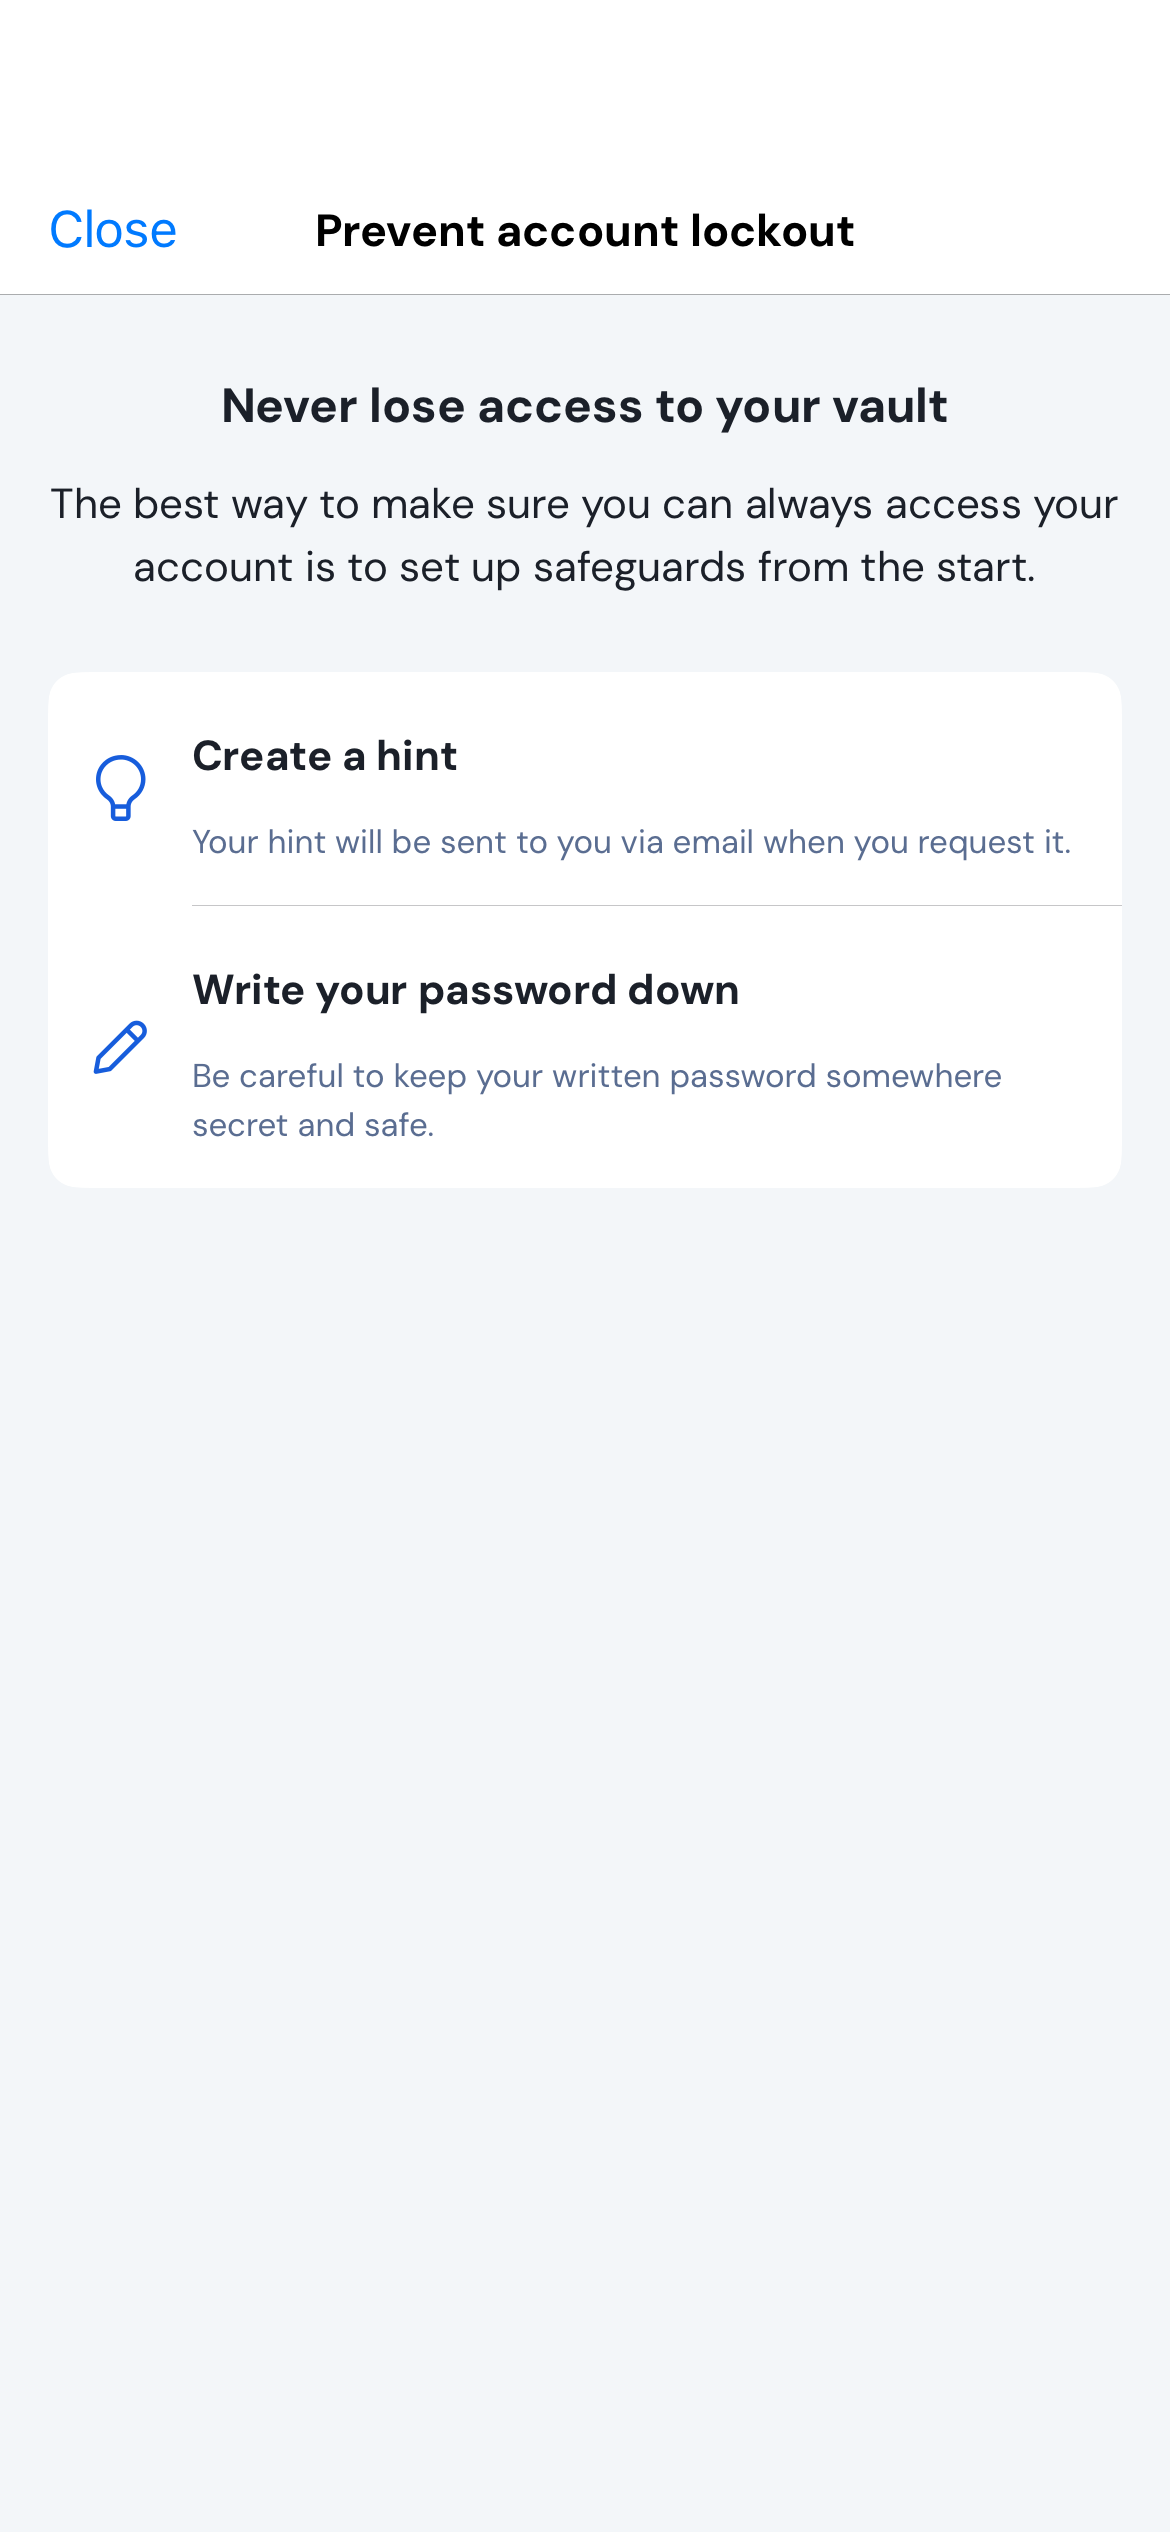 Close
Prevent account lockout
Never lose access to your vault
The best way to make sure you can always access your
account is to set up safeguards from the start.
Create a hint
Your hint will be sent to you via email when you request it.
Write your password down
Be careful to keep your written password somewhere
secret and safe.